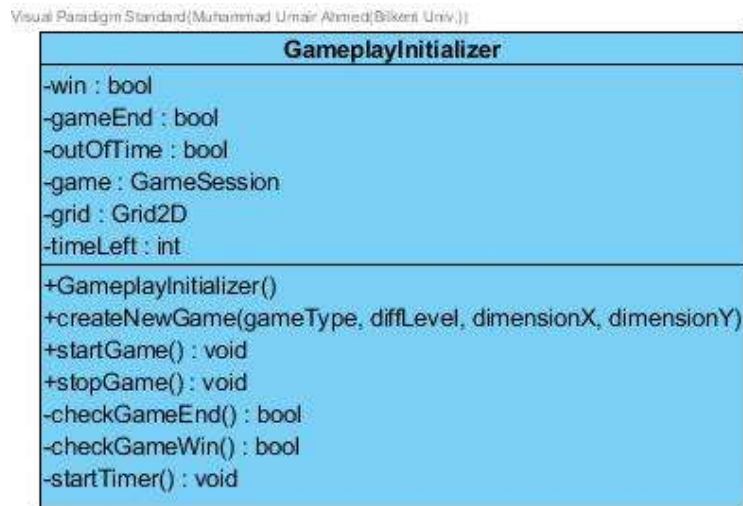 Visual Paradigm Standard(Muhammad Umair Ahmed(Bilkent Univ.))
GameplayInitializer
-win : bool
-gameEnd : bool
-outOfTime : bool
-game : GameSession
-grid : Grid2D
-timeLeft : int
+GameplayInitializer()
+createNewGame(gameType, diffLevel, dimensionX, dimensionY)
+startGame() : void
+stopGame() : void
-checkGameEnd() : bool
-checkGameWin() : bool
-startTimer() : void